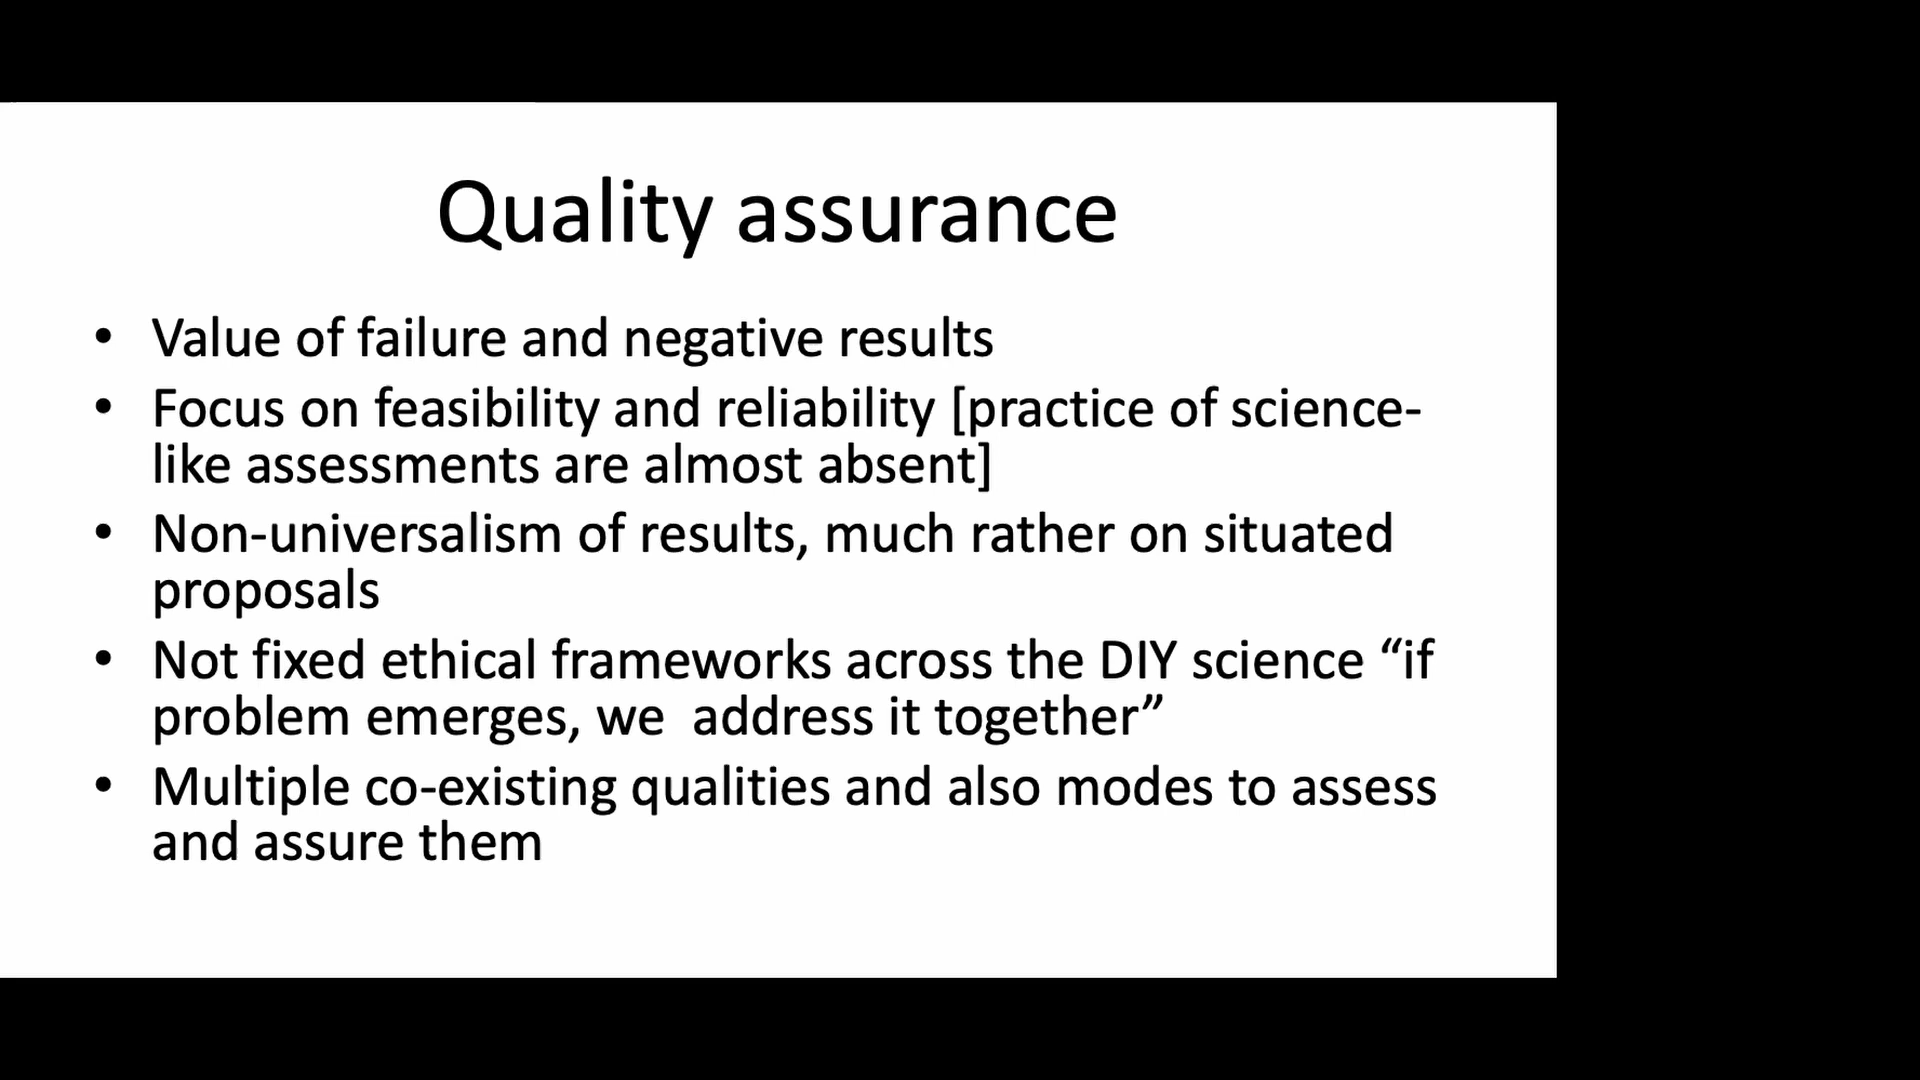 Quality assurance
• Value of failure and negative results
• Focus on feasibility and reliability [practice of science-
like assessments are almost absent]
• Non-universalism of results, much rather on situated
proposals
• Not fixed ethical frameworks across the DIY science “if
problem emerges, we  address it together”
• Multiple co-existing qualities and also modes to assess
and assure them